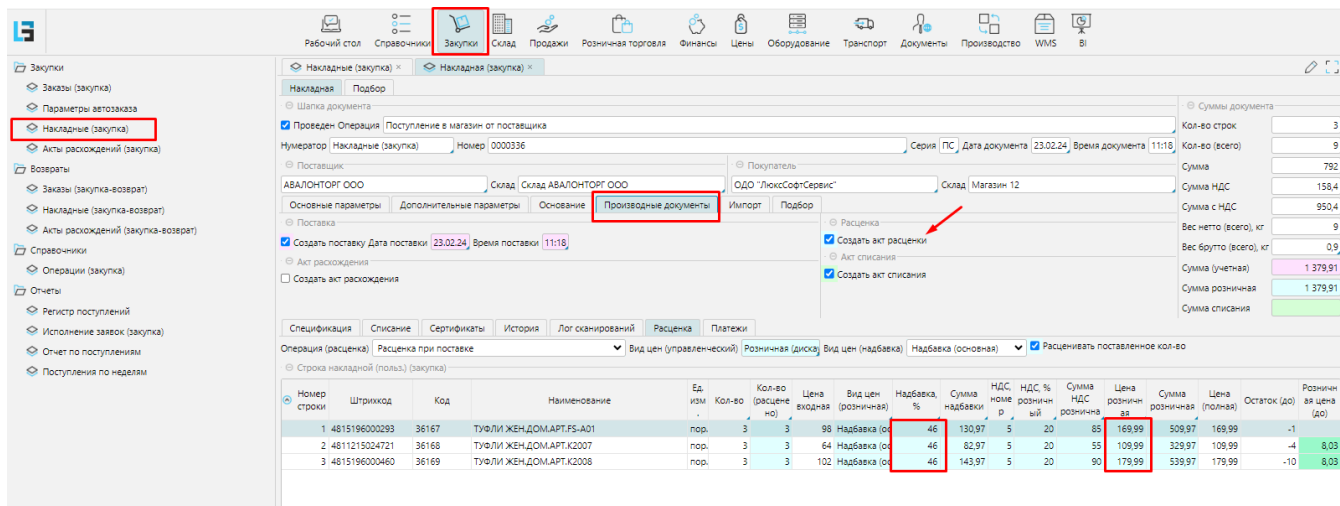 Рабочий стол Справочники Закупки Склад Продажи Розничная торговля Финансы Цены Оборудование Транспорт Документы Производство WMS BI
Закупки
Заказы (закупка)
Параметры автозаказа
Накладные (закупка)
Акты расхождений (закупка)
Возвраты
Заказы (закупка-возврат)
Накладные (закупка-возврат)
Акты расхождений (закупка-возврат)
Справочники
Операции (закупка)
Отчеты
Регистр поступлений
Исполнение заявок (закупка)
Отчет по поступлениям
Поступления по неделям
Накладные (закупка) × Накладная (закупка) ×
Накладная Подбор
Шапка документа
Проведен Операция Поступление в магазин от поставщика
Нумератор Накладные (закупка) Номер 0000336 Серия ПС Дата документа 23.02.24 Время документа 11:18
Поставщик Покупатель
АВАЛОНТОРГ ООО Склад Склад АВАЛОНТОРГ ООО ОДО "ЛюксСофтСервис" Склад Магазин 12
Основные параметры Дополнительные параметры Основание Производные документы Импорт Подбор
Поставка Расценка
Создать поставку Дата поставки 23.02.24 Время поставки 11:18 Создать акт расценки
Акт расхождения Акт списания
Создать акт расхождения Создать акт списания
Суммы документа
Кол-во строк 3
Кол-во (всего) 9
Сумма 792
Сумма НДС 158,4
Сумма с НДС 950,4
Вес нетто (всего), кг 9
Вес брутто (всего), кг 0,9
Сумма (учетная) 1 379,91
Сумма розничная 1 379,91
Сумма списания
Спецификация Списание Сертификаты История Лог сканирований Расценка Платежи
Операция (расценка) Расценка при поставке Вид цен (управленческий) Розничная (диска Вид цен (надбавка) Надбавка (основная) Расценивать поставленное кол-во
Строка накладной (польз.) (закупка)
Номер строки Штрихкод Код Наименование Ед. изм . Кол-во Кол-во (расцене но) Цена входная Вид цен (розничная) Надбавка, % Сумма надбавки НДС, номе р НДС, % розничн ый Сумма НДС рознична Цена розничн ая Сумма розничная Цена (полная) Остаток (до) Розничн ая цена (до)
1 4815196000293 36167 ТУФЛИ ЖЕН.ДОМ.АРТ.FS-A01 пор. 3 3 98 Надбавка (ос 46 130,97 5 20 85 169,99 509,97 169,99 -1
2 4811215024721 36168 ТУФЛИ ЖЕН.ДОМ.АРТ.К2007 пор. 3 3 64 Надбавка (ос 46 82,97 5 20 55 109,99 329,97 109,99 -4 8,03
3 4815196000460 36169 ТУФЛИ ЖЕН.ДОМ.АРТ.К2008 пор. 3 3 102 Надбавка (ос 46 143,97 5 20 90 179,99 539,97 179,99 -10 8,03